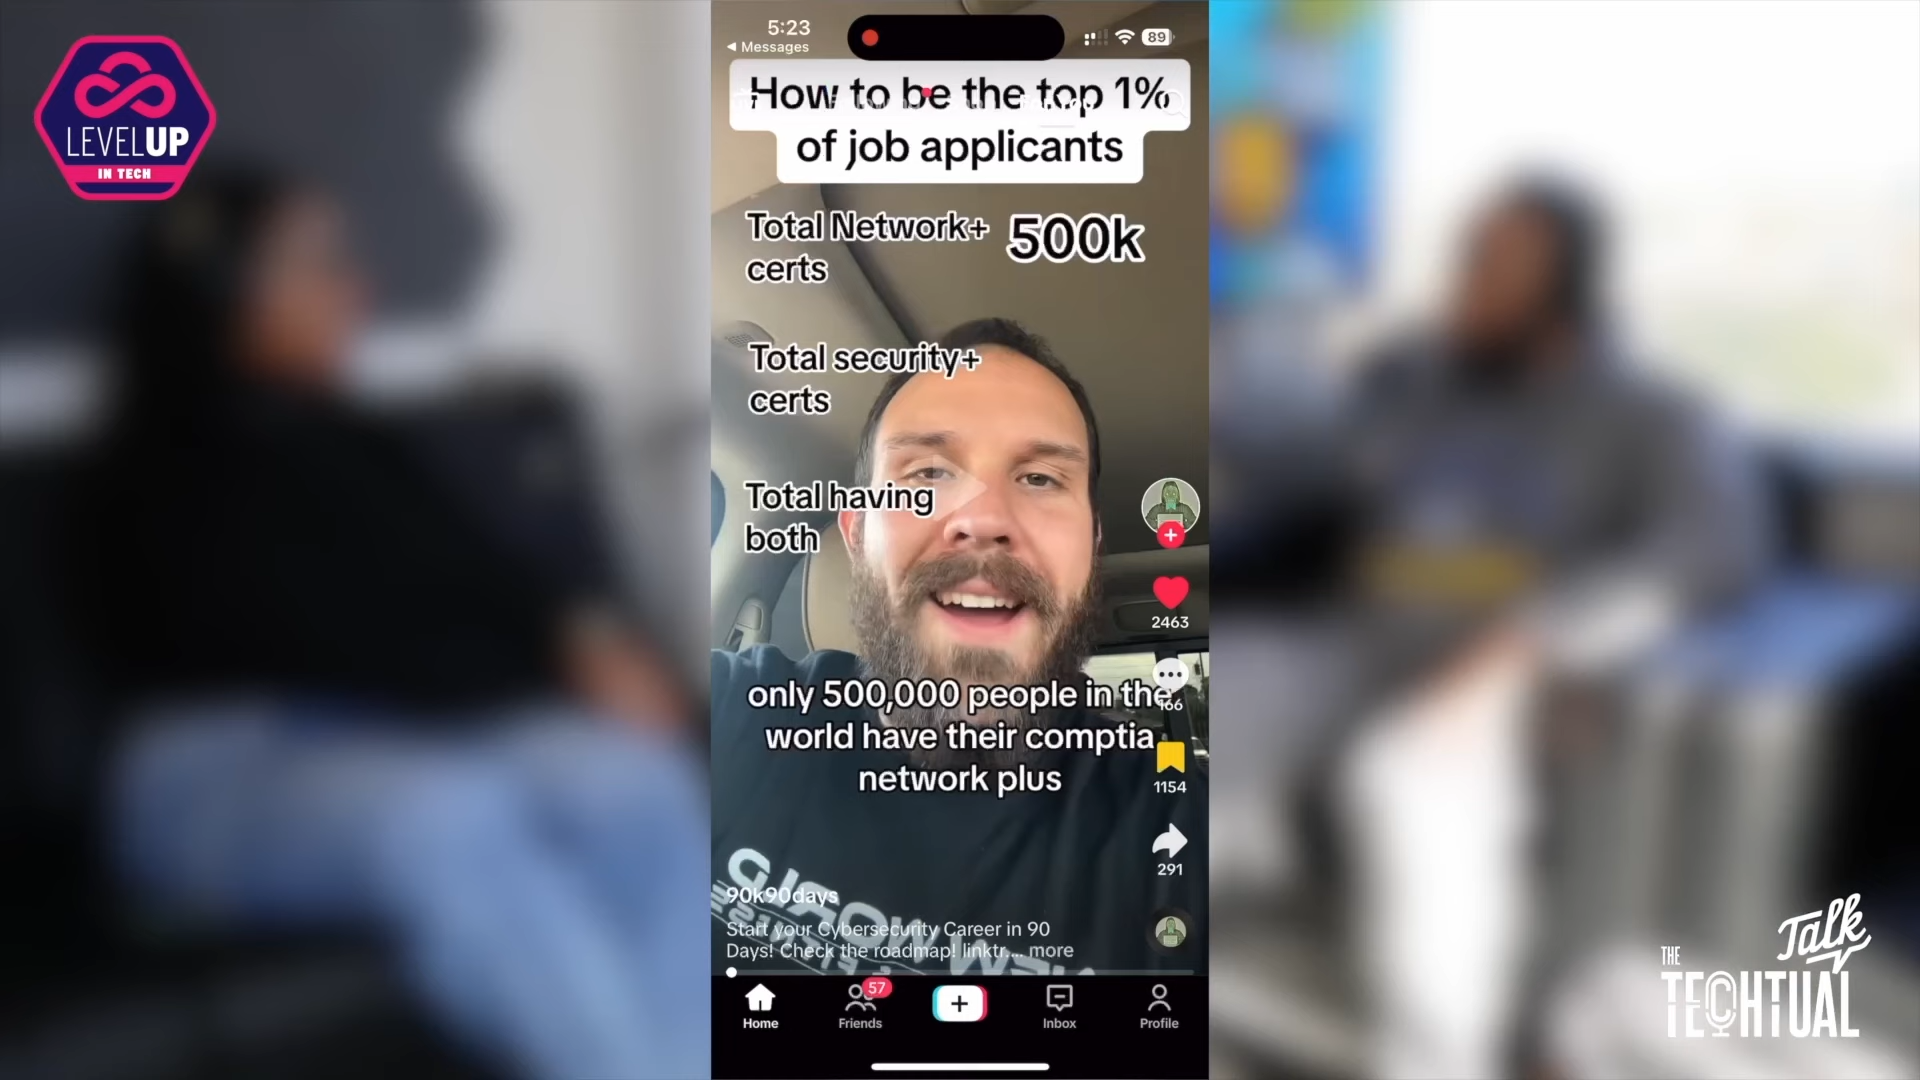 LEVELUP
IN TECH
5:23
Messages
89
How to be the top 1%
of job applicants
Total Network+
certs
500k
Total security+
certs
Total having
both
2463
only 500,000 people in the
166
world have their comptia
network plus
1154
291
90k90days
Start your Cybersecurity Career in 90
Days! Check the roadmap! linktr.... more
57
Home
Friends
Inbox
Profile
THE
Talk
TECHTUAL